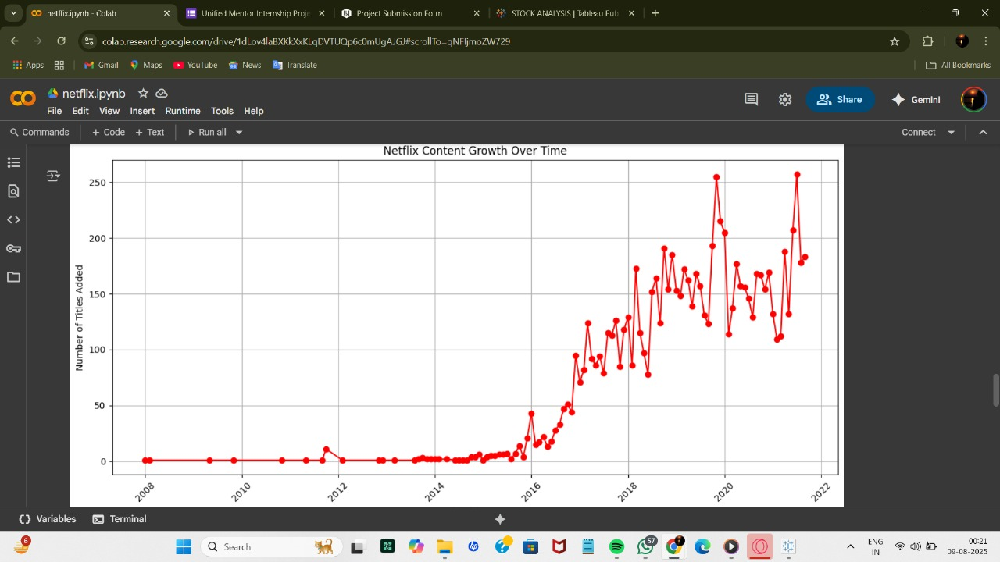 netflix.ipynb - Colab
Unified Mentor Internship Proje
Project Submission Form
STOCK ANALYSIS | Tableau Pub
colab.research.google.com/drive/1dLov4laBXKkXxKLqDVTUQp6c0mUgAJGJ#scrollTo=qNFIjmoZW729
Apps
Gmail
Maps
YouTube
News
Translate
All Bookmarks
netflix.ipynb
File Edit View Insert Runtime Tools Help
Share
Gemini
Commands
+ Code + Text
Run all
Connect
Netflix Content Growth Over Time
Number of Titles Added
250
200
150
100
50
0
2008
2010
2012
2014
2016
2018
2020
2022
Variables
Terminal
6
Search
57
ENG
IN
00:21
09-08-2025